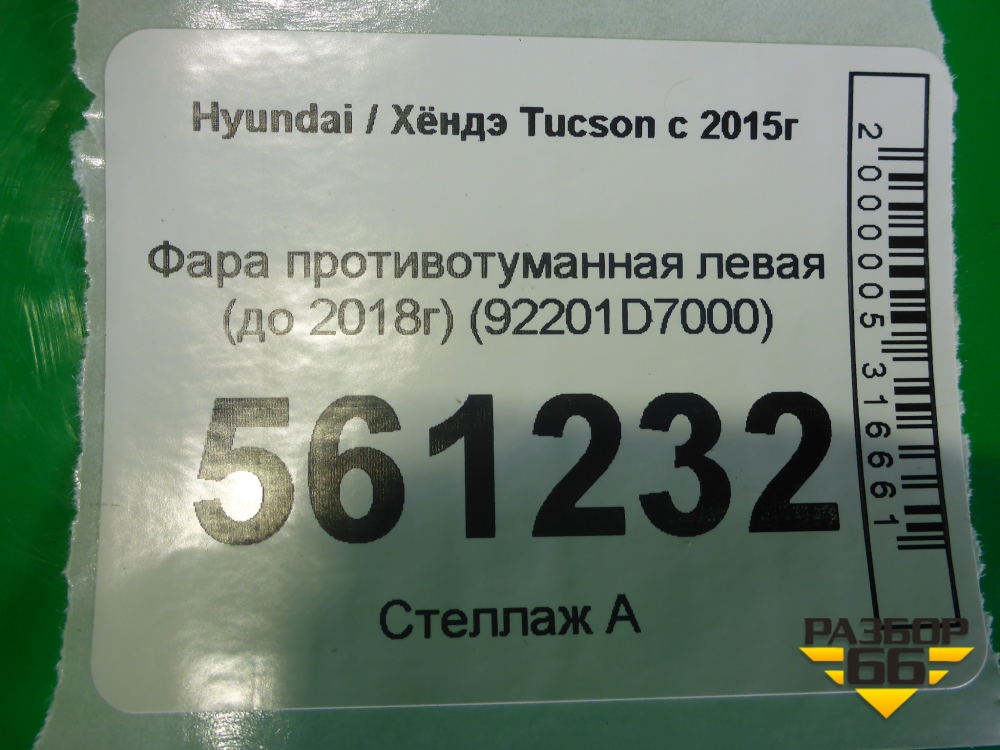 Hyundai / Хёндэ Tucson с 2015г
Фара противотуманная левая
(до 2018г) (92201D7000)
561232
Стеллаж А
2000005316661
РАЗБОР
66